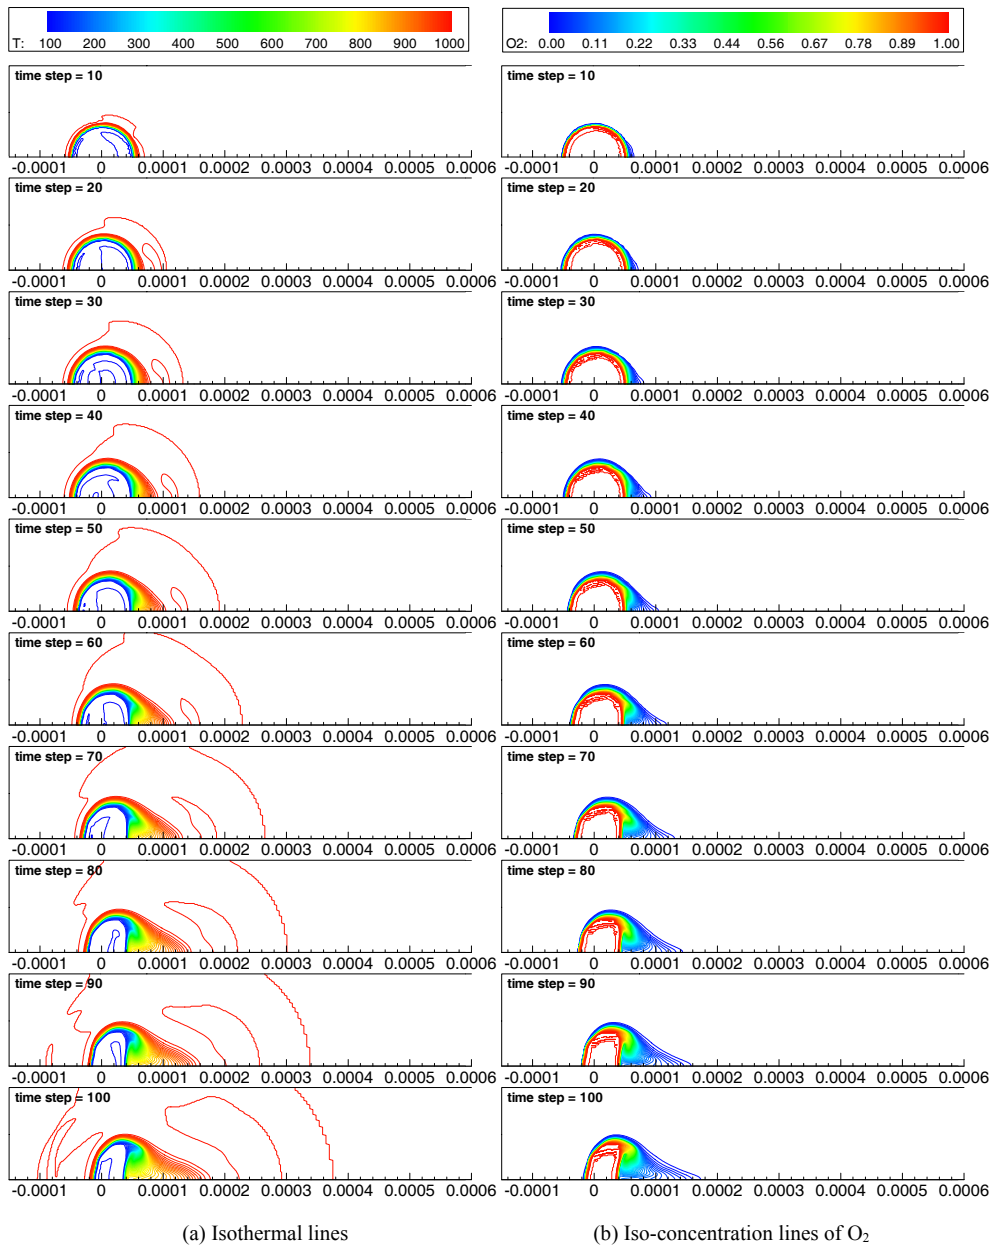 T: 100 200 300 400 500 600 700 800 900 1000
O2: 0.00 0.11 0.22 0.33 0.44 0.56 0.67 0.78 0.89 1.00
time step = 10
time step = 10
-0.0001 0 0.0001 0.0002 0.0003 0.0004 0.0005 0.0006
-0.0001 0 0.0001 0.0002 0.0003 0.0004 0.0005 0.0006
time step = 20
time step = 20
-0.0001 0 0.0001 0.0002 0.0003 0.0004 0.0005 0.0006
-0.0001 0 0.0001 0.0002 0.0003 0.0004 0.0005 0.0006
time step = 30
time step = 30
-0.0001 0 0.0001 0.0002 0.0003 0.0004 0.0005 0.0006
-0.0001 0 0.0001 0.0002 0.0003 0.0004 0.0005 0.0006
time step = 40
time step = 40
-0.0001 0 0.0001 0.0002 0.0003 0.0004 0.0005 0.0006
-0.0001 0 0.0001 0.0002 0.0003 0.0004 0.0005 0.0006
time step = 50
time step = 50
-0.0001 0 0.0001 0.0002 0.0003 0.0004 0.0005 0.0006
-0.0001 0 0.0001 0.0002 0.0003 0.0004 0.0005 0.0006
time step = 60
time step = 60
-0.0001 0 0.0001 0.0002 0.0003 0.0004 0.0005 0.0006
-0.0001 0 0.0001 0.0002 0.0003 0.0004 0.0005 0.0006
time step = 70
time step = 70
-0.0001 0 0.0001 0.0002 0.0003 0.0004 0.0005 0.0006
-0.0001 0 0.0001 0.0002 0.0003 0.0004 0.0005 0.0006
time step = 80
time step = 80
-0.0001 0 0.0001 0.0002 0.0003 0.0004 0.0005 0.0006
-0.0001 0 0.0001 0.0002 0.0003 0.0004 0.0005 0.0006
time step = 90
time step = 90
-0.0001 0 0.0001 0.0002 0.0003 0.0004 0.0005 0.0006
-0.0001 0 0.0001 0.0002 0.0003 0.0004 0.0005 0.0006
time step = 100
time step = 100
-0.0001 0 0.0001 0.0002 0.0003 0.0004 0.0005 0.0006
-0.0001 0 0.0001 0.0002 0.0003 0.0004 0.0005 0.0006
(a) Isothermal lines
(b) Iso-concentration lines of O₂